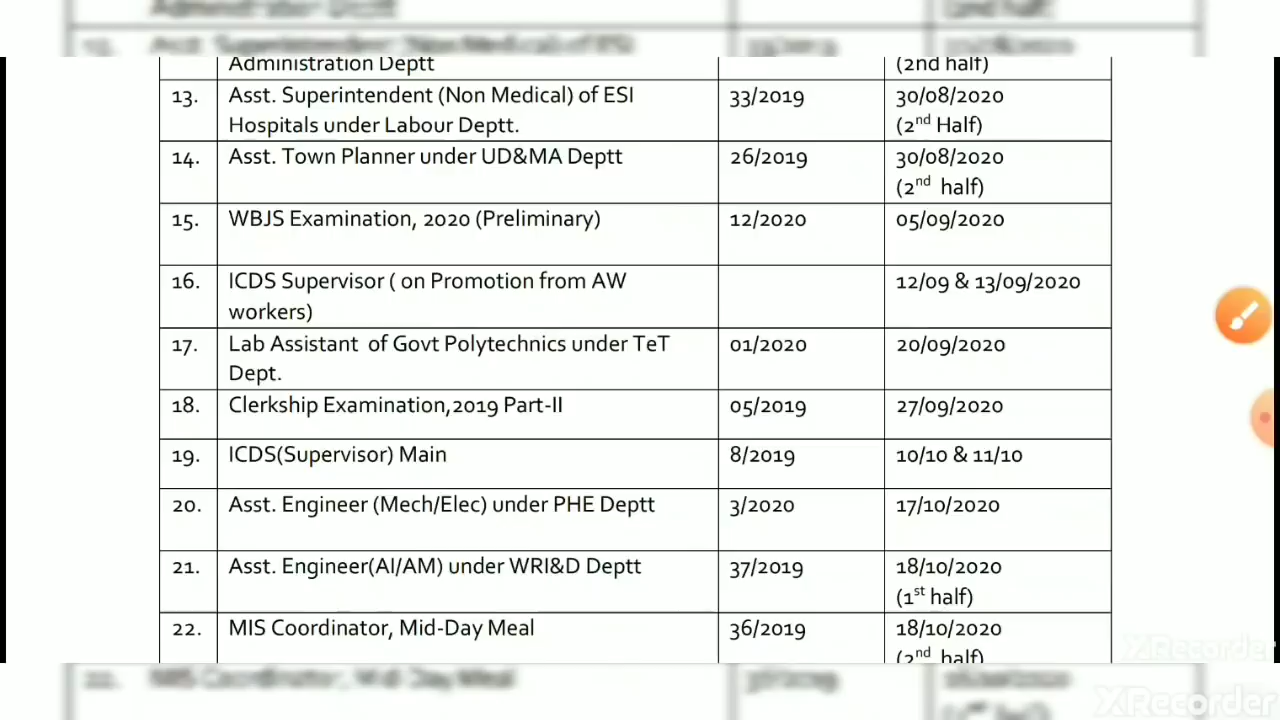 Administration Deptt (2nd half)
13. Asst. Superintendent (Non Medical) of ESI 33/2019 30/08/2020
Hospitals under Labour Deptt. (2nd Half)
14. Asst. Town Planner under UD&MA Deptt 26/2019 30/08/2020
(2nd half)
15. WBJS Examination, 2020 (Preliminary) 12/2020 05/09/2020
16. ICDS Supervisor ( on Promotion from AW 12/09 & 13/09/2020
workers)
17. Lab Assistant of Govt Polytechnics under TeT 01/2020 20/09/2020
Dept.
18. Clerkship Examination,2019 Part-II 05/2019 27/09/2020
19. ICDS(Supervisor) Main 8/2019 10/10 & 11/10
20. Asst. Engineer (Mech/Elec) under PHE Deptt 3/2020 17/10/2020
21. Asst. Engineer(AI/AM) under WRI&D Deptt 37/2019 18/10/2020
(1st half)
22. MIS Coordinator, Mid-Day Meal 36/2019 18/10/2020
(2nd half)
XRecorder
XRecorder